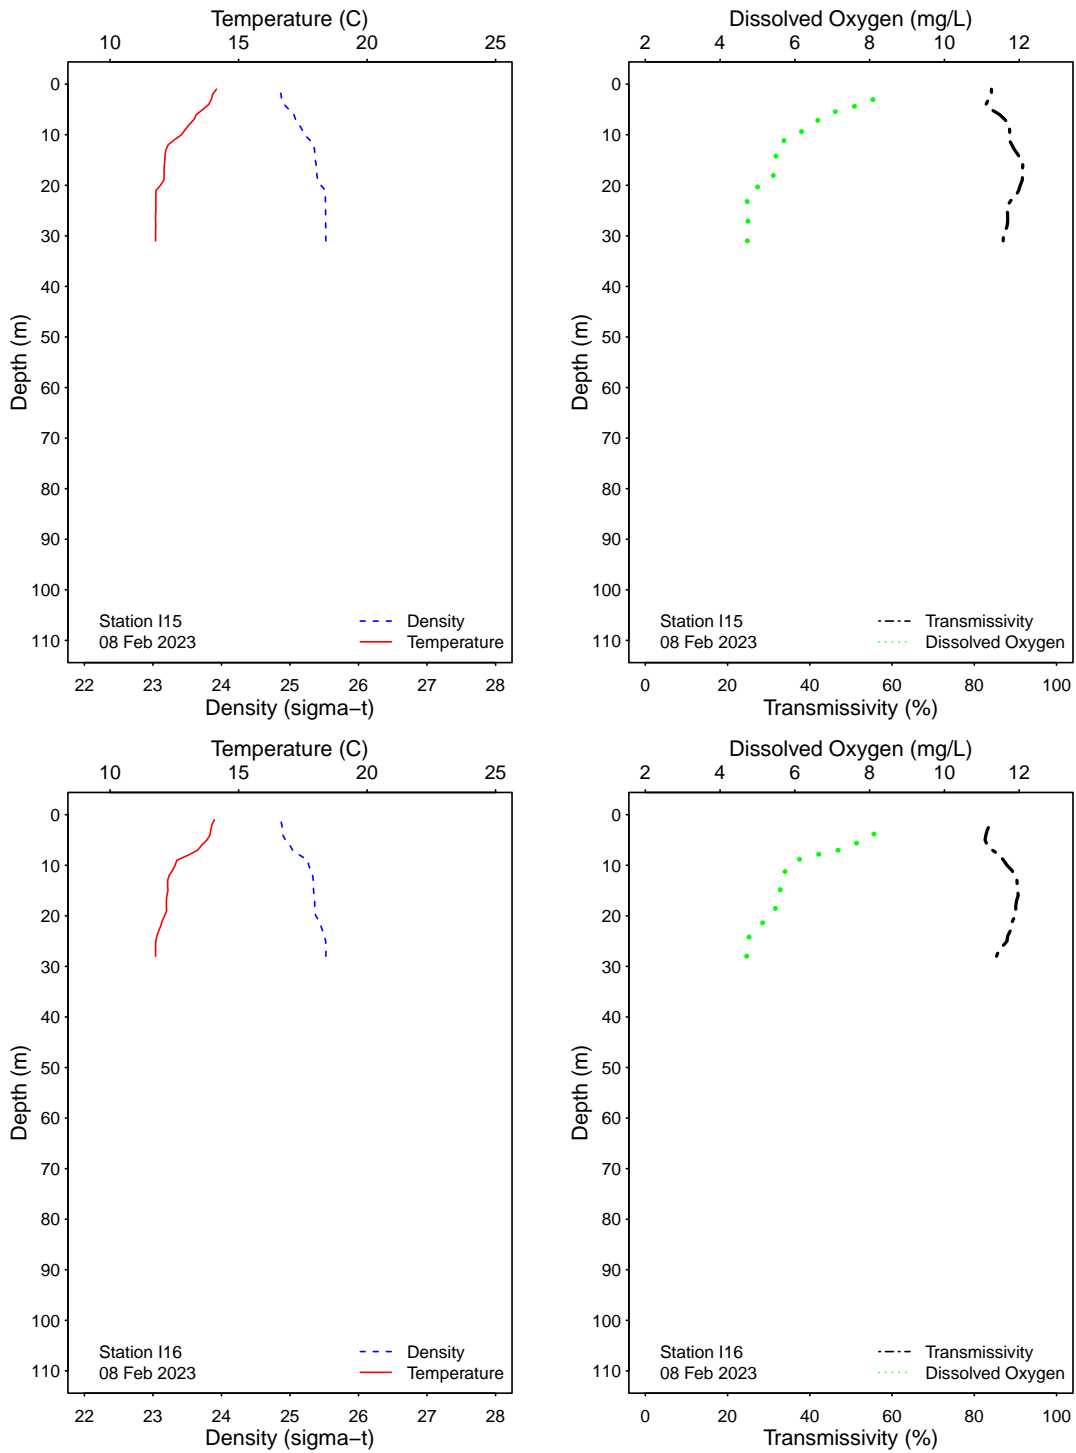 Temperature (C)
10 15 20 25
0
10
20
30
40
50
60
70
80
90
100
110
Depth (m)
Station I15
08 Feb 2023
Density
Temperature
22 23 24 25 26 27 28
Density (sigma−t)
Dissolved Oxygen (mg/L)
2 4 6 8 10 12
0
10
20
30
40
50
60
70
80
90
100
110
Depth (m)
Station I15
08 Feb 2023
Transmissivity
Dissolved Oxygen
0 20 40 60 80 100
Transmissivity (%)
Temperature (C)
10 15 20 25
0
10
20
30
40
50
60
70
80
90
100
110
Depth (m)
Station I16
08 Feb 2023
Density
Temperature
22 23 24 25 26 27 28
Density (sigma−t)
Dissolved Oxygen (mg/L)
2 4 6 8 10 12
0
10
20
30
40
50
60
70
80
90
100
110
Depth (m)
Station I16
08 Feb 2023
Transmissivity
Dissolved Oxygen
0 20 40 60 80 100
Transmissivity (%)